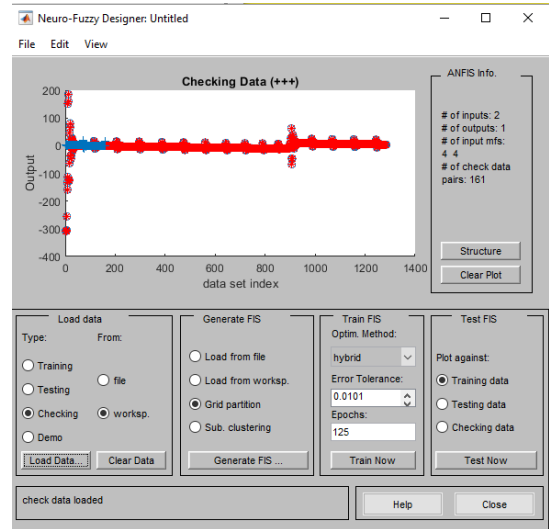 Neuro-Fuzzy Designer: Untitled
File Edit View
Checking Data (+++)
200
100
0
-100
-200
-300
-400
Output
0 200 400 600 800 1000 1200 1400
data set index
ANFIS Info.
# of inputs: 2
# of outputs: 1
# of input mfs:
4 4
# of check data
pairs: 161
Structure
Clear Plot
Load data
Type: From:
Training
Testing
Checking
Demo
file
worksp.
Load Data... Clear Data
Generate FIS
Load from file
Load from worksp.
Grid partition
Sub. clustering
Generate FIS ...
Train FIS
Optim. Method:
hybrid
Error Tolerance:
0.0101
Epochs:
125
Train Now
Test FIS
Plot against:
Training data
Testing data
Checking data
Test Now
check data loaded
Help Close